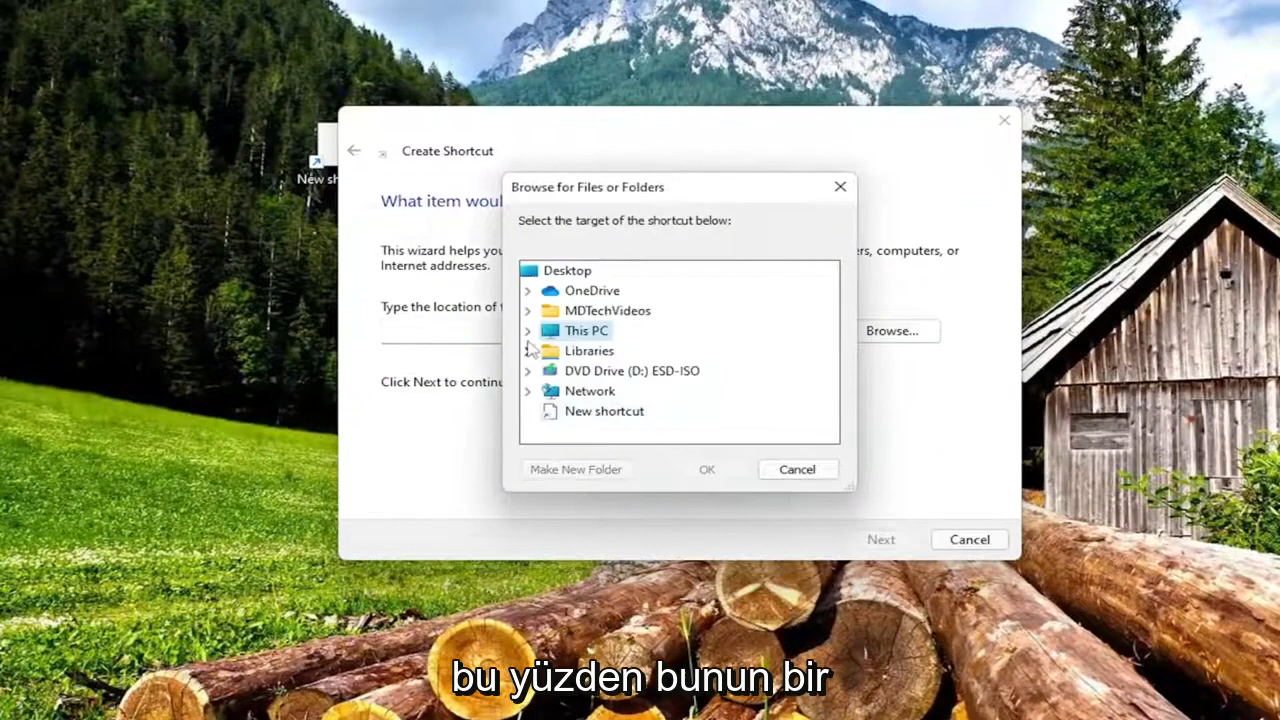 Create Shortcut
New sh
What item woul
This wizard helps you
ers, computers, or
Internet addresses.
Type the location of t
Browse...
Click Next to continu
Browse for Files or Folders
Select the target of the shortcut below:
Desktop
OneDrive
MDTechVideos
This PC
Libraries
DVD Drive (D:) ESD-ISO
Network
New shortcut
Make New Folder
OK
Cancel
Next
Cancel
bu yüzden bunun bir